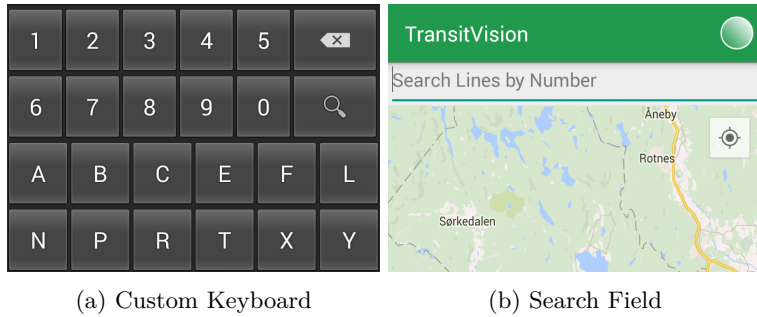 1 2 3 4 5
6 7 8 9 0
A B C E F L
N P R T X Y
(a) Custom Keyboard
TransitVision
Search Lines by Number
Åneby
Rotnes
Sørkedalen
(b) Search Field